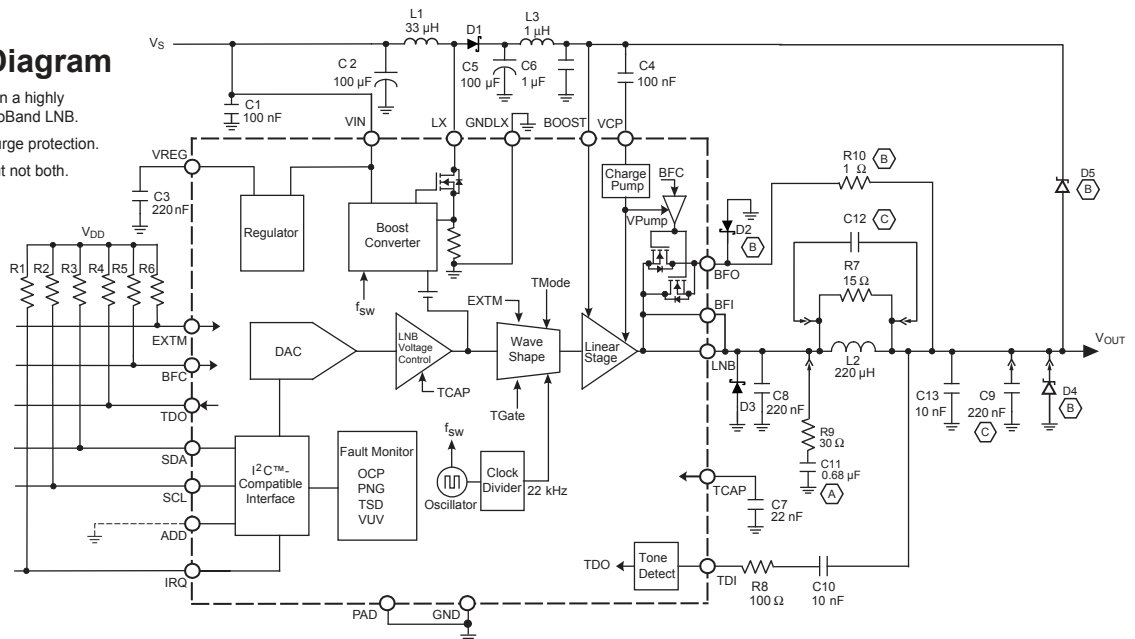 Diagram
n a highly
oBand LNB.
urge protection.
t not both.
VS
L1
33 µH
D1
L3
1 µH
C 2
100 µF
C5
100 µF
C6
1 µF
C4
100 nF
C1
100 nF
VIN
LX
GNDLX
BOOST
VCP
VREG
C3
220 nF
Regulator
Boost
Converter
fsw
Charge
Pump
BFC
VPump
D2
B
BFO
R10
1 Ω
B
C12
C
R7
15 Ω
D5
B
VDD
R1
R2
R3
R4
R5
R6
EXTM
BFC
TDO
SDA
SCL
ADD
IRQ
DAC
LNB
Voltage
Control
TCAP
EXTM
TMode
Wave
Shape
TGate
Linear
Stage
BFI
LNB
L2
220 µH
VOUT
D3
C8
220 nF
R9
30 Ω
C11
0.68 µF
A
C13
10 nF
C9
220 nF
C
D4
B
I2C™-
Compatible
Interface
Fault Monitor
OCP
PNG
TSD
VUV
fsw
Oscillator
Clock
Divider
22 kHz
TCAP
C7
22 nF
TDO
Tone
Detect
TDI
R8
100 Ω
C10
10 nF
PAD
GND